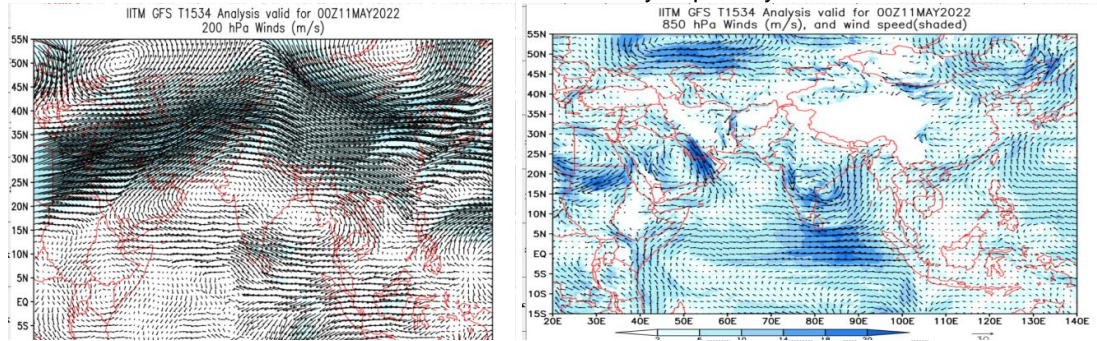 IITM GFS T1534 Analysis valid for 00Z11MAY2022
200 hPa Winds (m/s)
55N
50N
45N
40N
35N
30N
25N
20N
15N
10N
5N
EQ
5S
IITM GFS T1534 Analysis valid for 00Z11MAY2022
850 hPa Winds (m/s), and wind speed(shaded)
55N
50N
45N
40N
35N
30N
25N
20N
15N
10N
5N
EQ
5S
10S
15S
20E 30E 40E 50E 60E 70E 80E 90E 100E 110E 120E 130E 140E